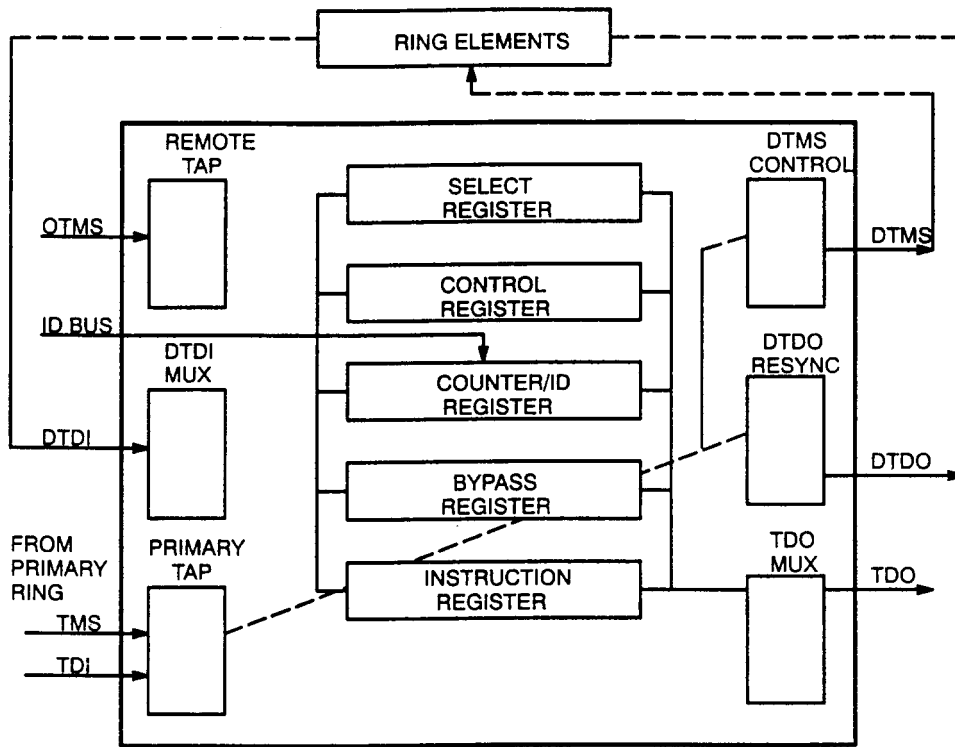 RING ELEMENTS
REMOTE
TAP
OTMS
ID BUS
DTDI
MUX
DTDI
FROM
PRIMARY
RING
PRIMARY
TAP
TMS
TDI
SELECT
REGISTER
CONTROL
REGISTER
COUNTER/ID
REGISTER
BYPASS
REGISTER
INSTRUCTION
REGISTER
DTMS
CONTROL
DTMS
DTDO
RESYNC
DTDO
TDO
MUX
TDO